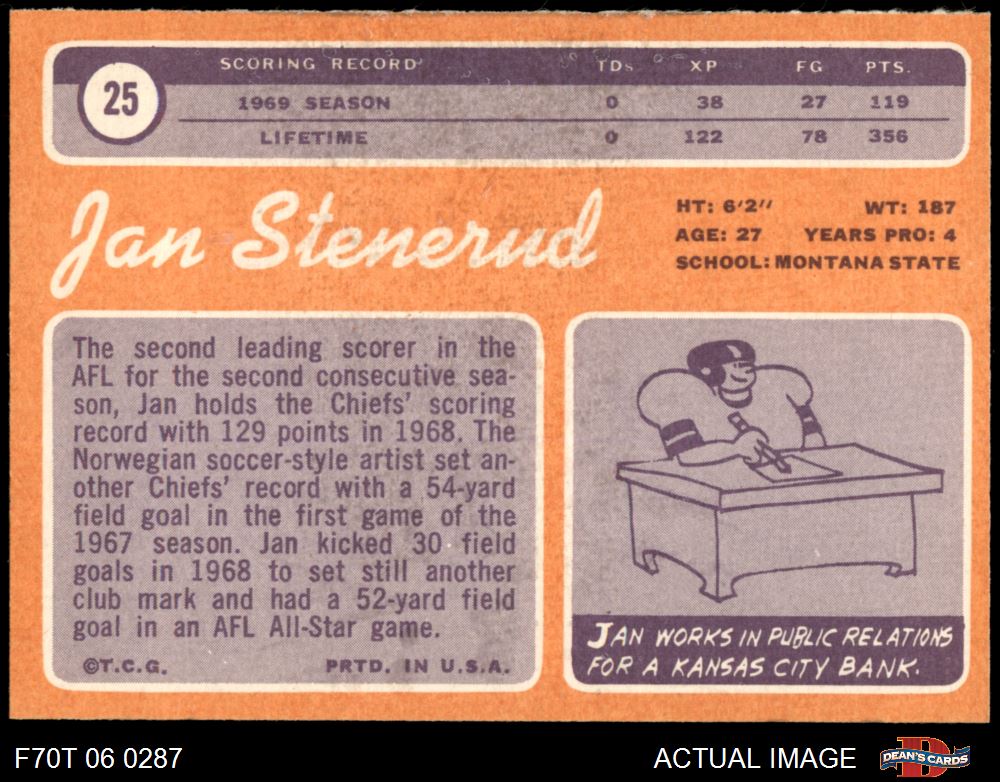 25
SCORING RECORD TDs XP FG PTS.
1969 SEASON 0 38 27 119
LIFETIME 0 122 78 356
Jan Stenerud
HT: 6'2" WT: 187
AGE: 27 YEARS PRO: 4
SCHOOL: MONTANA STATE
The second leading scorer in the
AFL for the second consecutive sea-
son, Jan holds the Chiefs' scoring
record with 129 points in 1968. The
Norwegian soccer-style artist set an-
other Chiefs' record with a 54-yard
field goal in the first game of the
1967 season. Jan kicked 30 field
goals in 1968 to set still another
club mark and had a 52-yard field
goal in an AFL All-Star game.
©T.C.G. PRTD. IN U.S.A.
JAN WORKS IN PUBLIC RELATIONS
FOR A KANSAS CITY BANK.
F70T 06 0287
ACTUAL IMAGE
DEAN'S CARDS